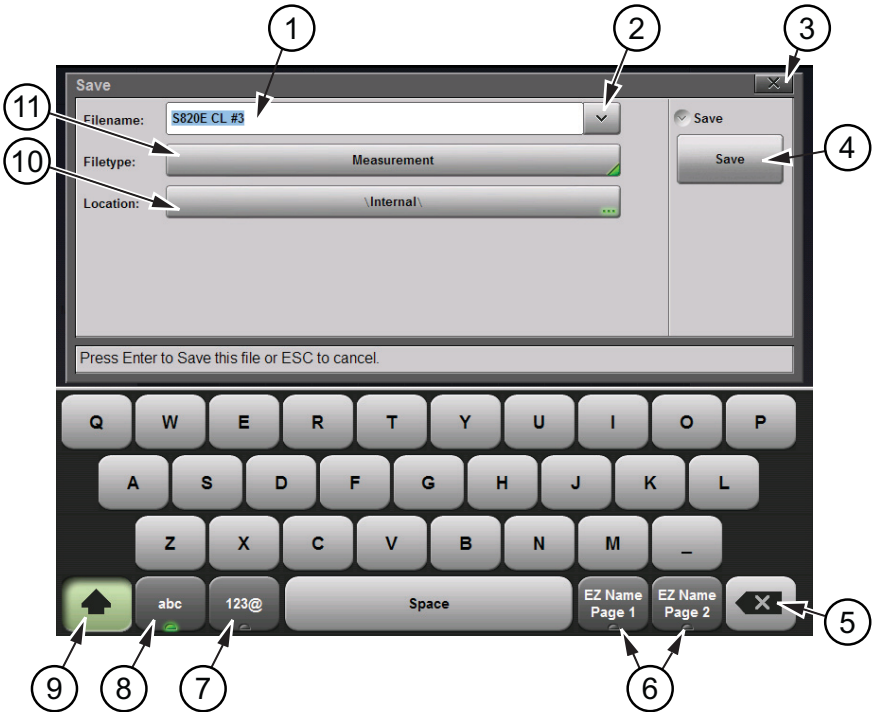 1
2
3
Save
11
Filename:
S820E CL #3
Save
10
Filetype:
Measurement
Save
4
Location:
\Internal\
...
Press Enter to Save this file or ESC to cancel.
Q W E R T Y U I O P
A S D F G H J K L
Z X C V B N M _
abc
123@
Space
EZ Name
Page 1
EZ Name
Page 2
5
9
8
7
6